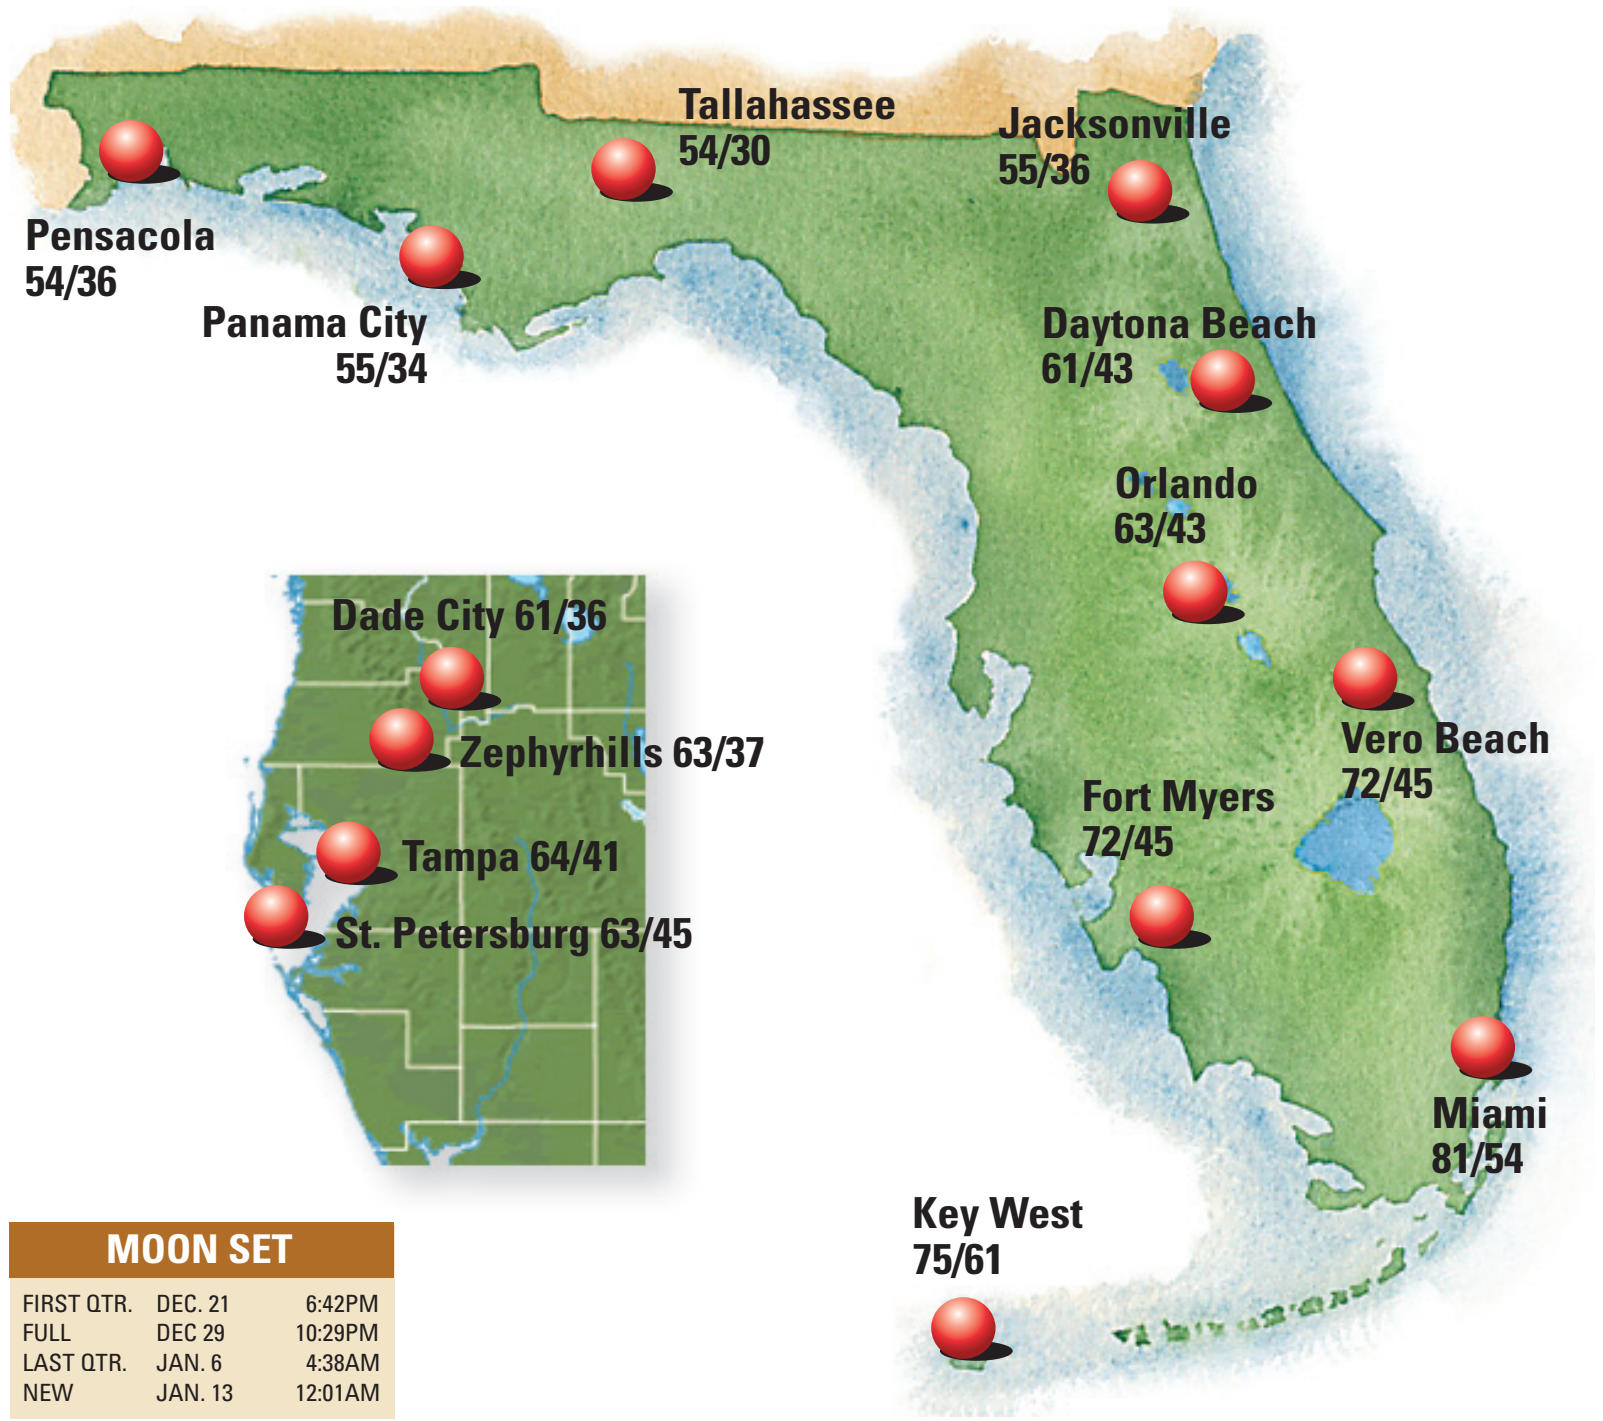 Tallahassee
54/30
Jacksonville
55/36
Pensacola
54/36
Panama City
55/34
Daytona Beach
61/43
Orlando
63/43
Dade City 61/36
Zephyrhills 63/37
Tampa 64/41
St. Petersburg 63/45
Vero Beach
72/45
Fort Myers
72/45
Miami
81/54
Key West
75/61
MOON SET
FIRST QTR. DEC. 21 6:42PM
FULL DEC 29 10:29PM
LAST QTR. JAN. 6 4:38AM
NEW JAN. 13 12:01AM